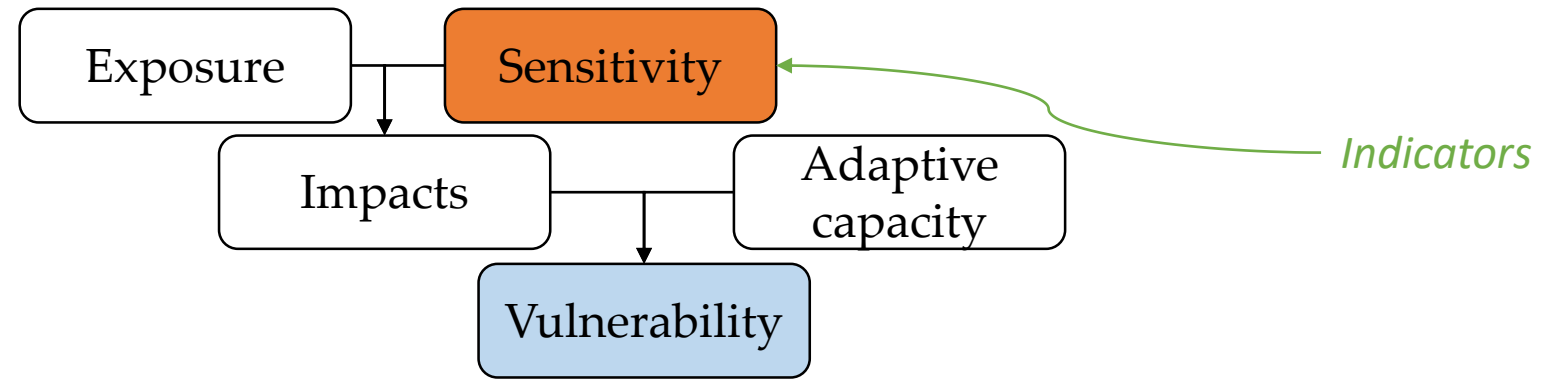 Exposure
Sensitivity
Indicators
Impacts
Adaptive
capacity
Vulnerability